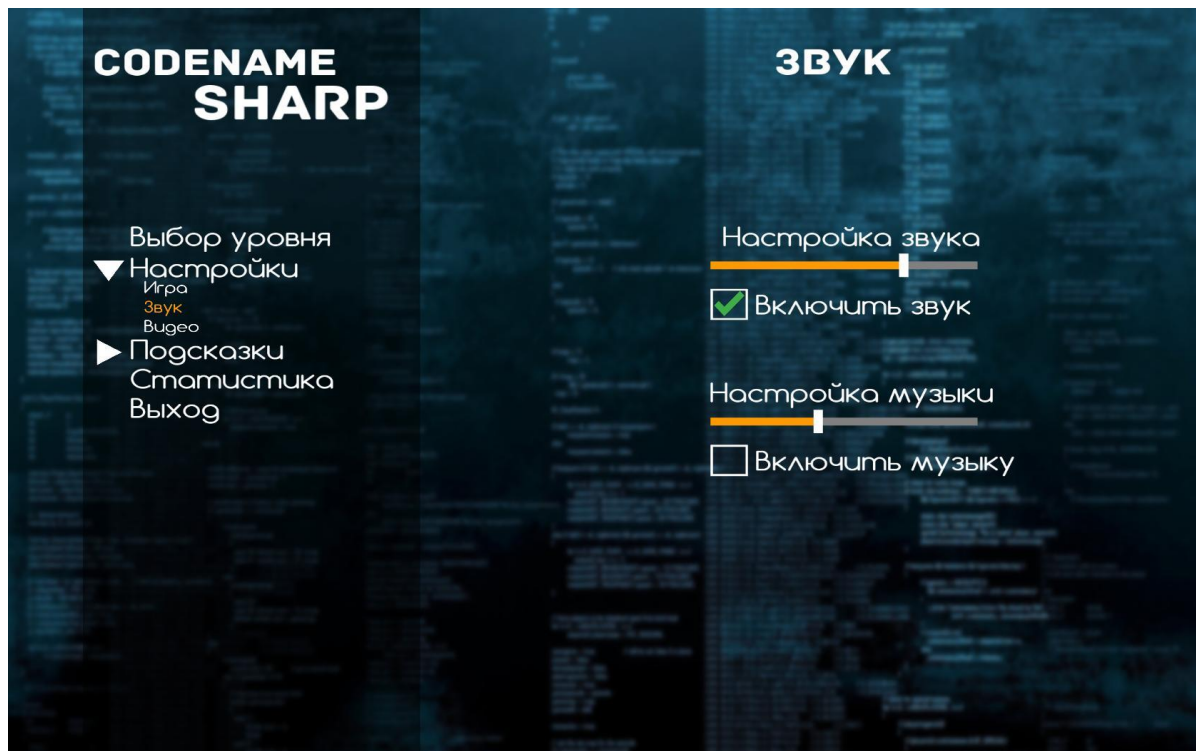 CODENAME
SHARP
Выбор уровня
Настройки
Игра
Звук
Видео
Подсказки
Статистика
Выход
ЗВУК
Настройка звука
Включить звук
Настройка музыки
Включить музыку